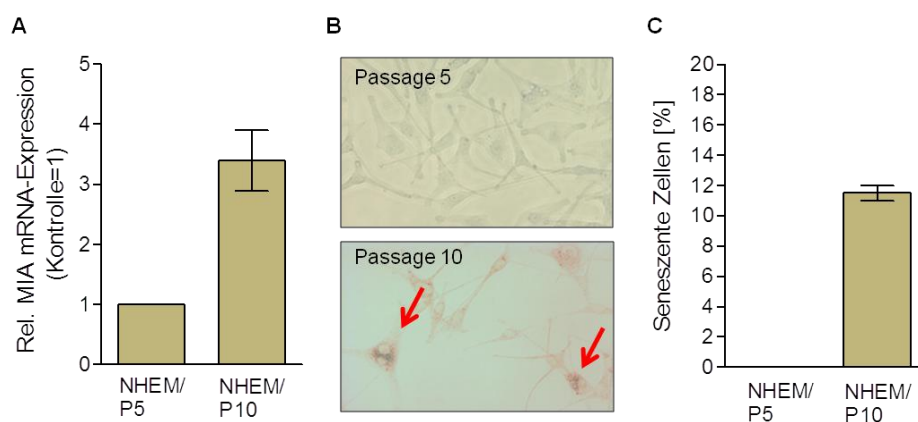 A
Rel. MIA mRNA-Expression
(Kontrolle=1)
5
4
3
2
1
0
NHEM/
P5
NHEM/
P10
B
Passage 5
Passage 10
C
Seneszente Zellen [%]
20
18
16
14
12
10
8
6
4
2
0
NHEM/
P5
NHEM/
P10